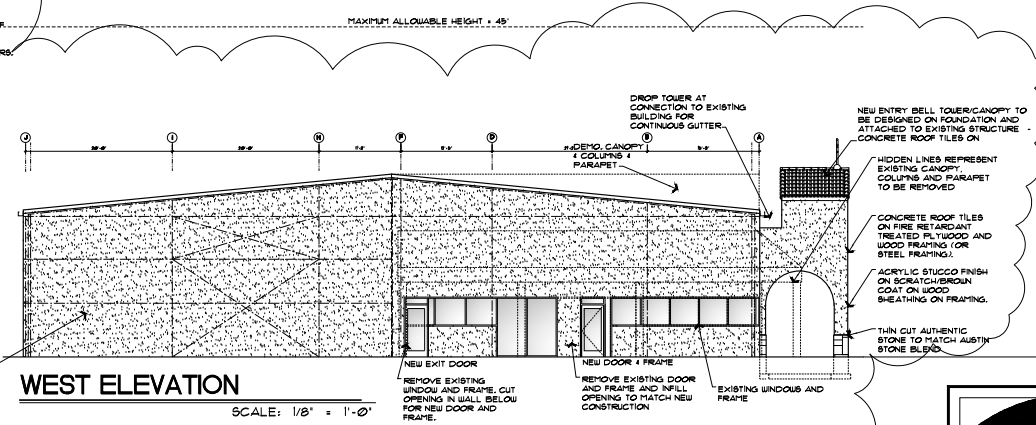 MAXIMUM ALLOWABLE HEIGHT = 45'
RS.
DROP TOWER AT
CONNECTION TO EXISTING
BUILDING FOR
CONTINUOUS GUTTER
NEW ENTRY BELL TOWER/CANOPY TO
BE DESIGNED ON FOUNDATION AND
ATTACHED TO EXISTING STRUCTURE -
CONCRETE ROOF TILES ON
J
I
H
F
D
B
A
DEMO. CANOPY
& COLUMNS &
PARAPET
HIDDEN LINES REPRESENT
EXISTING CANOPY,
COLUMNS AND PARAPET
TO BE REMOVED
CONCRETE ROOF TILES
ON FIRE RETARDANT
TREATED PLYWOOD AND
WOOD FRAMING (OR
STEEL FRAMING).
ACRYLIC STUCCO FINISH
ON SCRATCH/BROWN
COAT ON WOOD
SHEATHING ON FRAMING.
THIN CUT AUTHENTIC
STONE TO MATCH AUSTIN
STONE BLEND
NEW EXIT DOOR
REMOVE EXISTING
WINDOW AND FRAME. CUT
OPENING IN WALL BELOW
FOR NEW DOOR AND
FRAME.
NEW DOOR & FRAME
REMOVE EXISTING DOOR
AND FRAME AND INFILL
OPENING TO MATCH NEW
CONSTRUCTION
EXISTING WINDOWS AND
FRAME
WEST ELEVATION
SCALE: 1/8" = 1'-0"